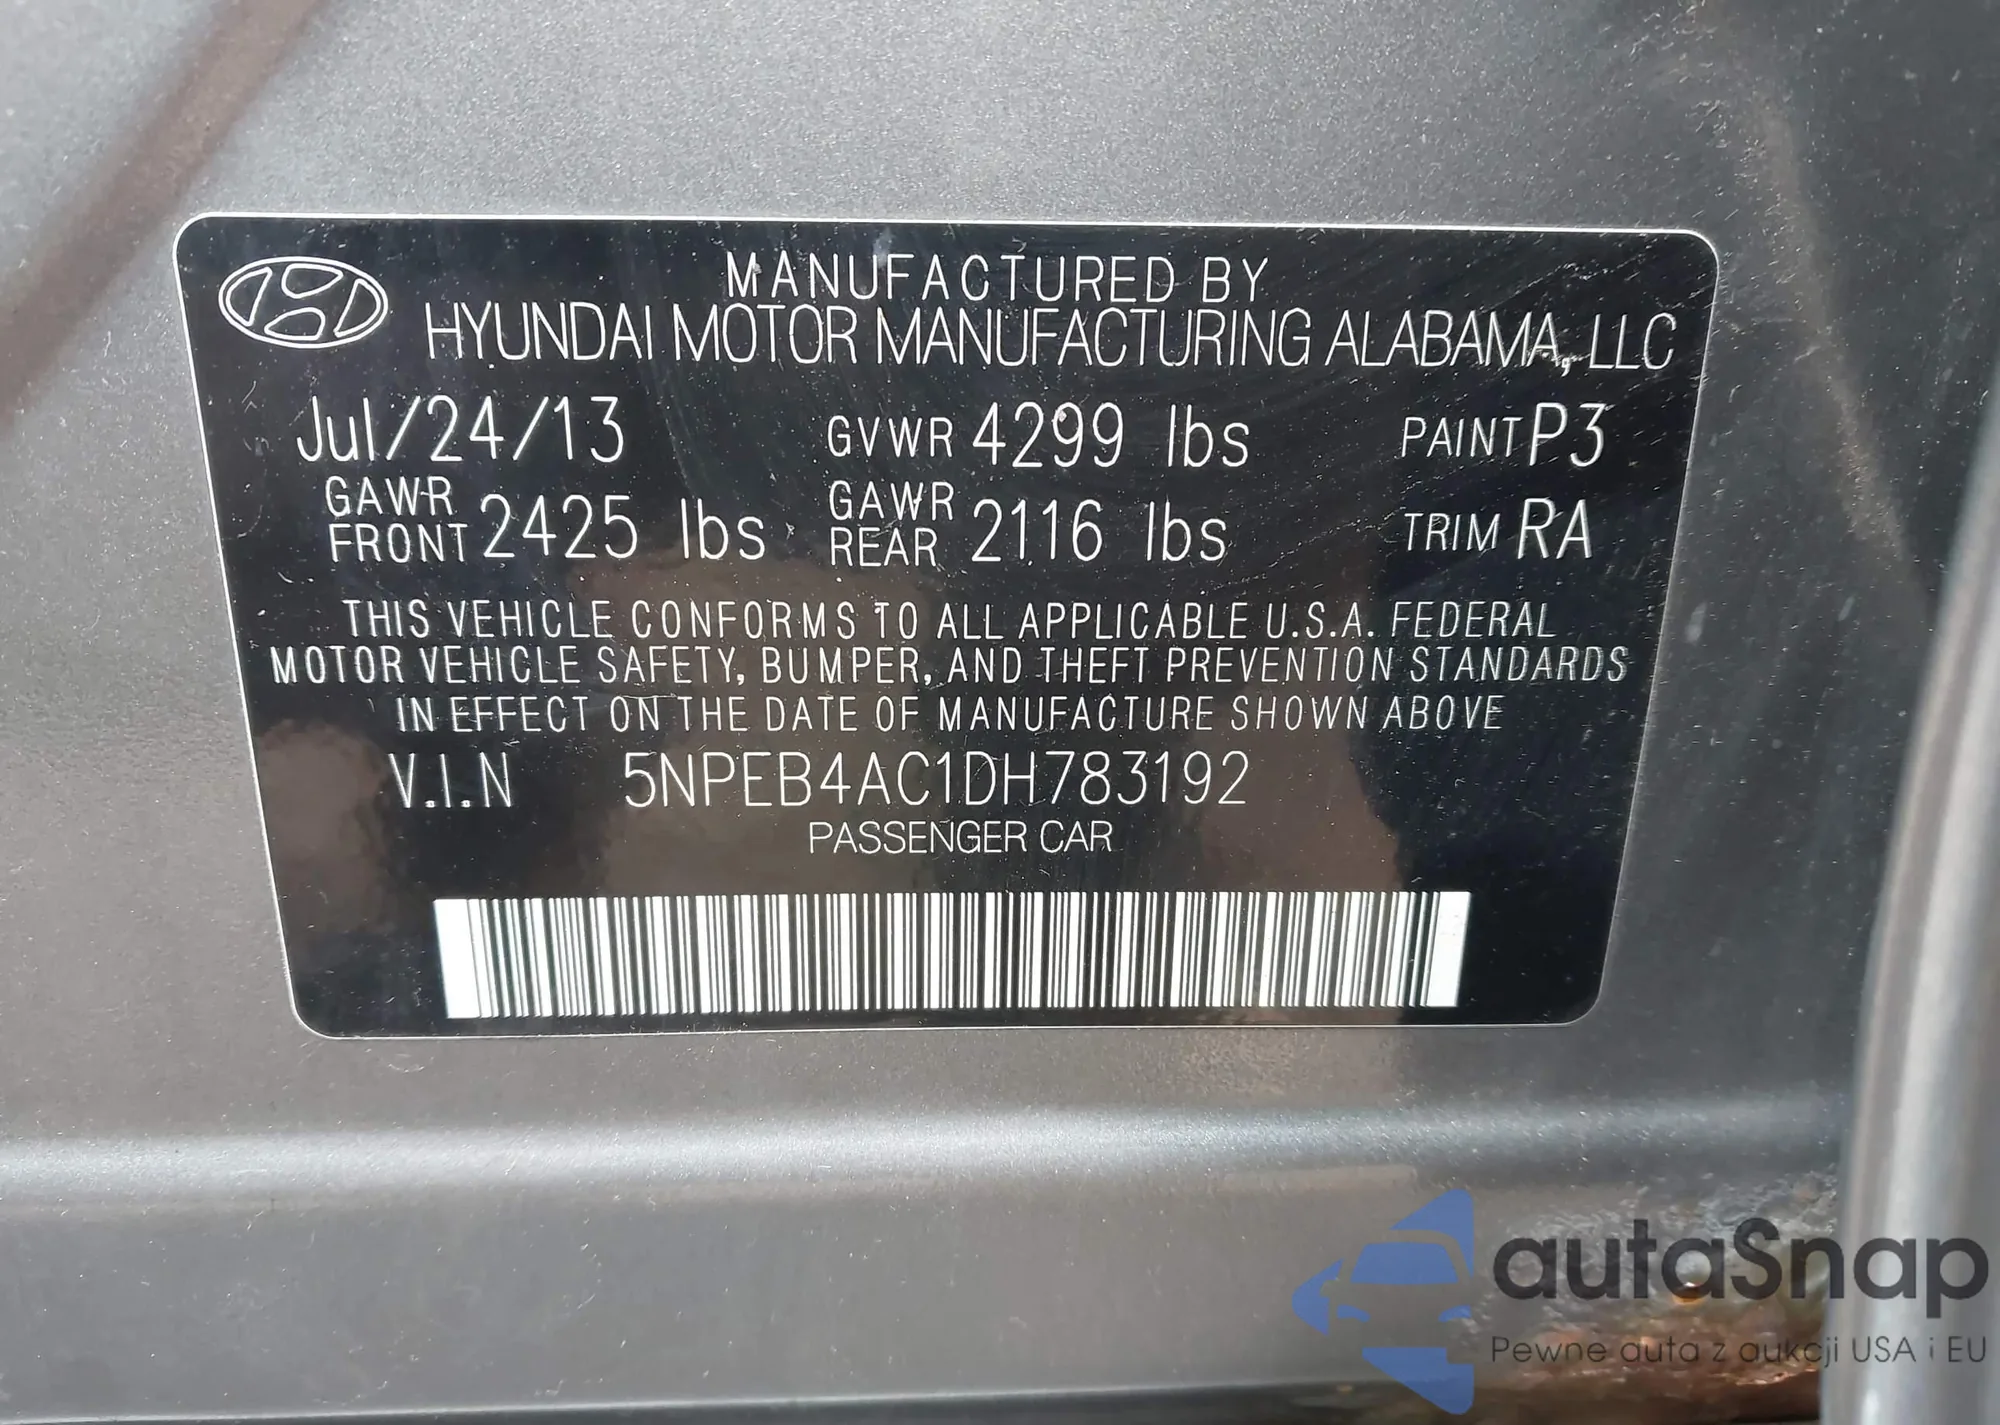 MANUFACTURED BY
HYUNDAI MOTOR MANUFACTURING ALABAMA, LLC
Jul/24/13 GVWR 4299 lbs PAINT P3
GAWR FRONT 2425 lbs GAWR REAR 2116 lbs TRIM RA
THIS VEHICLE CONFORMS TO ALL APPLICABLE U.S.A. FEDERAL
MOTOR VEHICLE SAFETY, BUMPER, AND THEFT PREVENTION STANDARDS
IN EFFECT ON THE DATE OF MANUFACTURE SHOWN ABOVE
V.I.N 5NPEB4AC1DH783192
PASSENGER CAR
autaSnap
Pewne auta z aukcji USA i EU